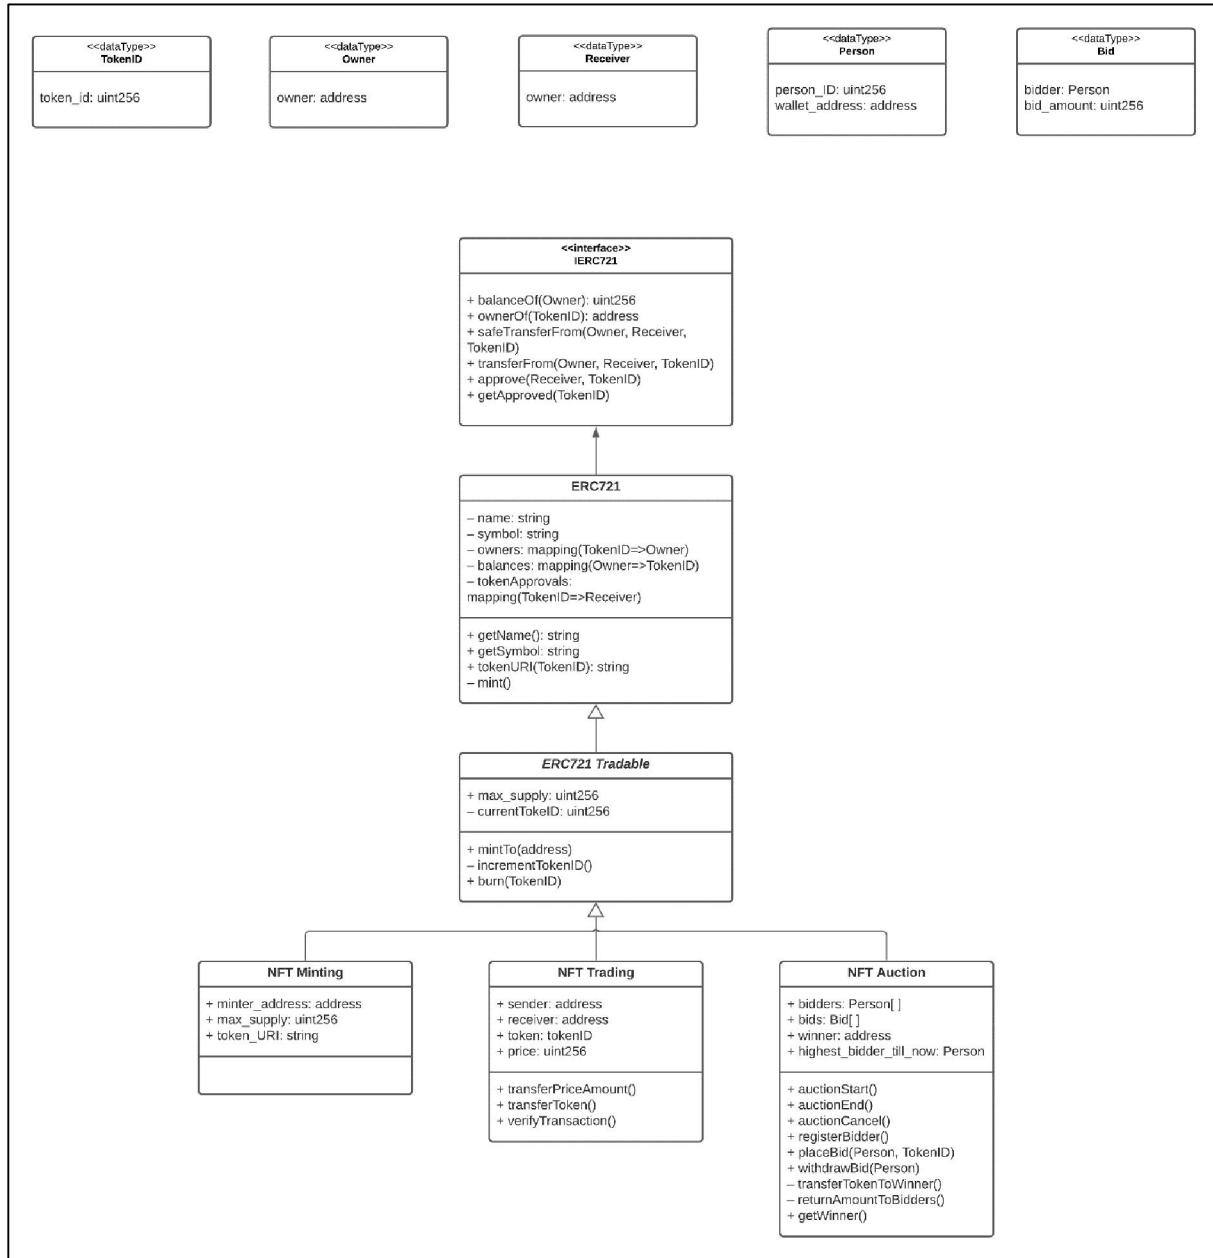 <<dataType>>
TokenID
token_id: uint256
<<dataType>>
Owner
owner: address
<<dataType>>
Receiver
owner: address
<<dataType>>
Person
person_ID: uint256
wallet_address: address
<<dataType>>
Bid
bidder: Person
bid_amount: uint256
<<interface>>
IERC721
+ balanceOf(Owner): uint256
+ ownerOf(TokenID): address
+ safeTransferFrom(Owner, Receiver,
TokenID)
+ transferFrom(Owner, Receiver, TokenID)
+ approve(Receiver, TokenID)
+ getApproved(TokenID)
ERC721
– name: string
– symbol: string
– owners: mapping(TokenID=>Owner)
– balances: mapping(Owner=>TokenID)
– tokenApprovals:
mapping(TokenID=>Receiver)
+ getName(): string
+ getSymbol: string
+ tokenURI(TokenID): string
– mint()
ERC721 Tradable
+ max_supply: uint256
– currentTokeID: uint256
+ mintTo(address)
– incrementTokenID()
+ burn(TokenID)
NFT Minting
+ minter_address: address
+ max_supply: uint256
+ token_URI: string
NFT Trading
+ sender: address
+ receiver: address
+ token: tokenID
+ price: uint256
+ transferPriceAmount()
+ transferToken()
+ verifyTransaction()
NFT Auction
+ bidders: Person[ ]
+ bids: Bid[ ]
+ winner: address
+ highest_bidder_till_now: Person
+ auctionStart()
+ auctionEnd()
+ auctionCancel()
+ registerBidder()
+ placeBid(Person, TokenID)
+ withdrawBid(Person)
– transferTokenToWinner()
– returnAmountToBidders()
+ getWinner()